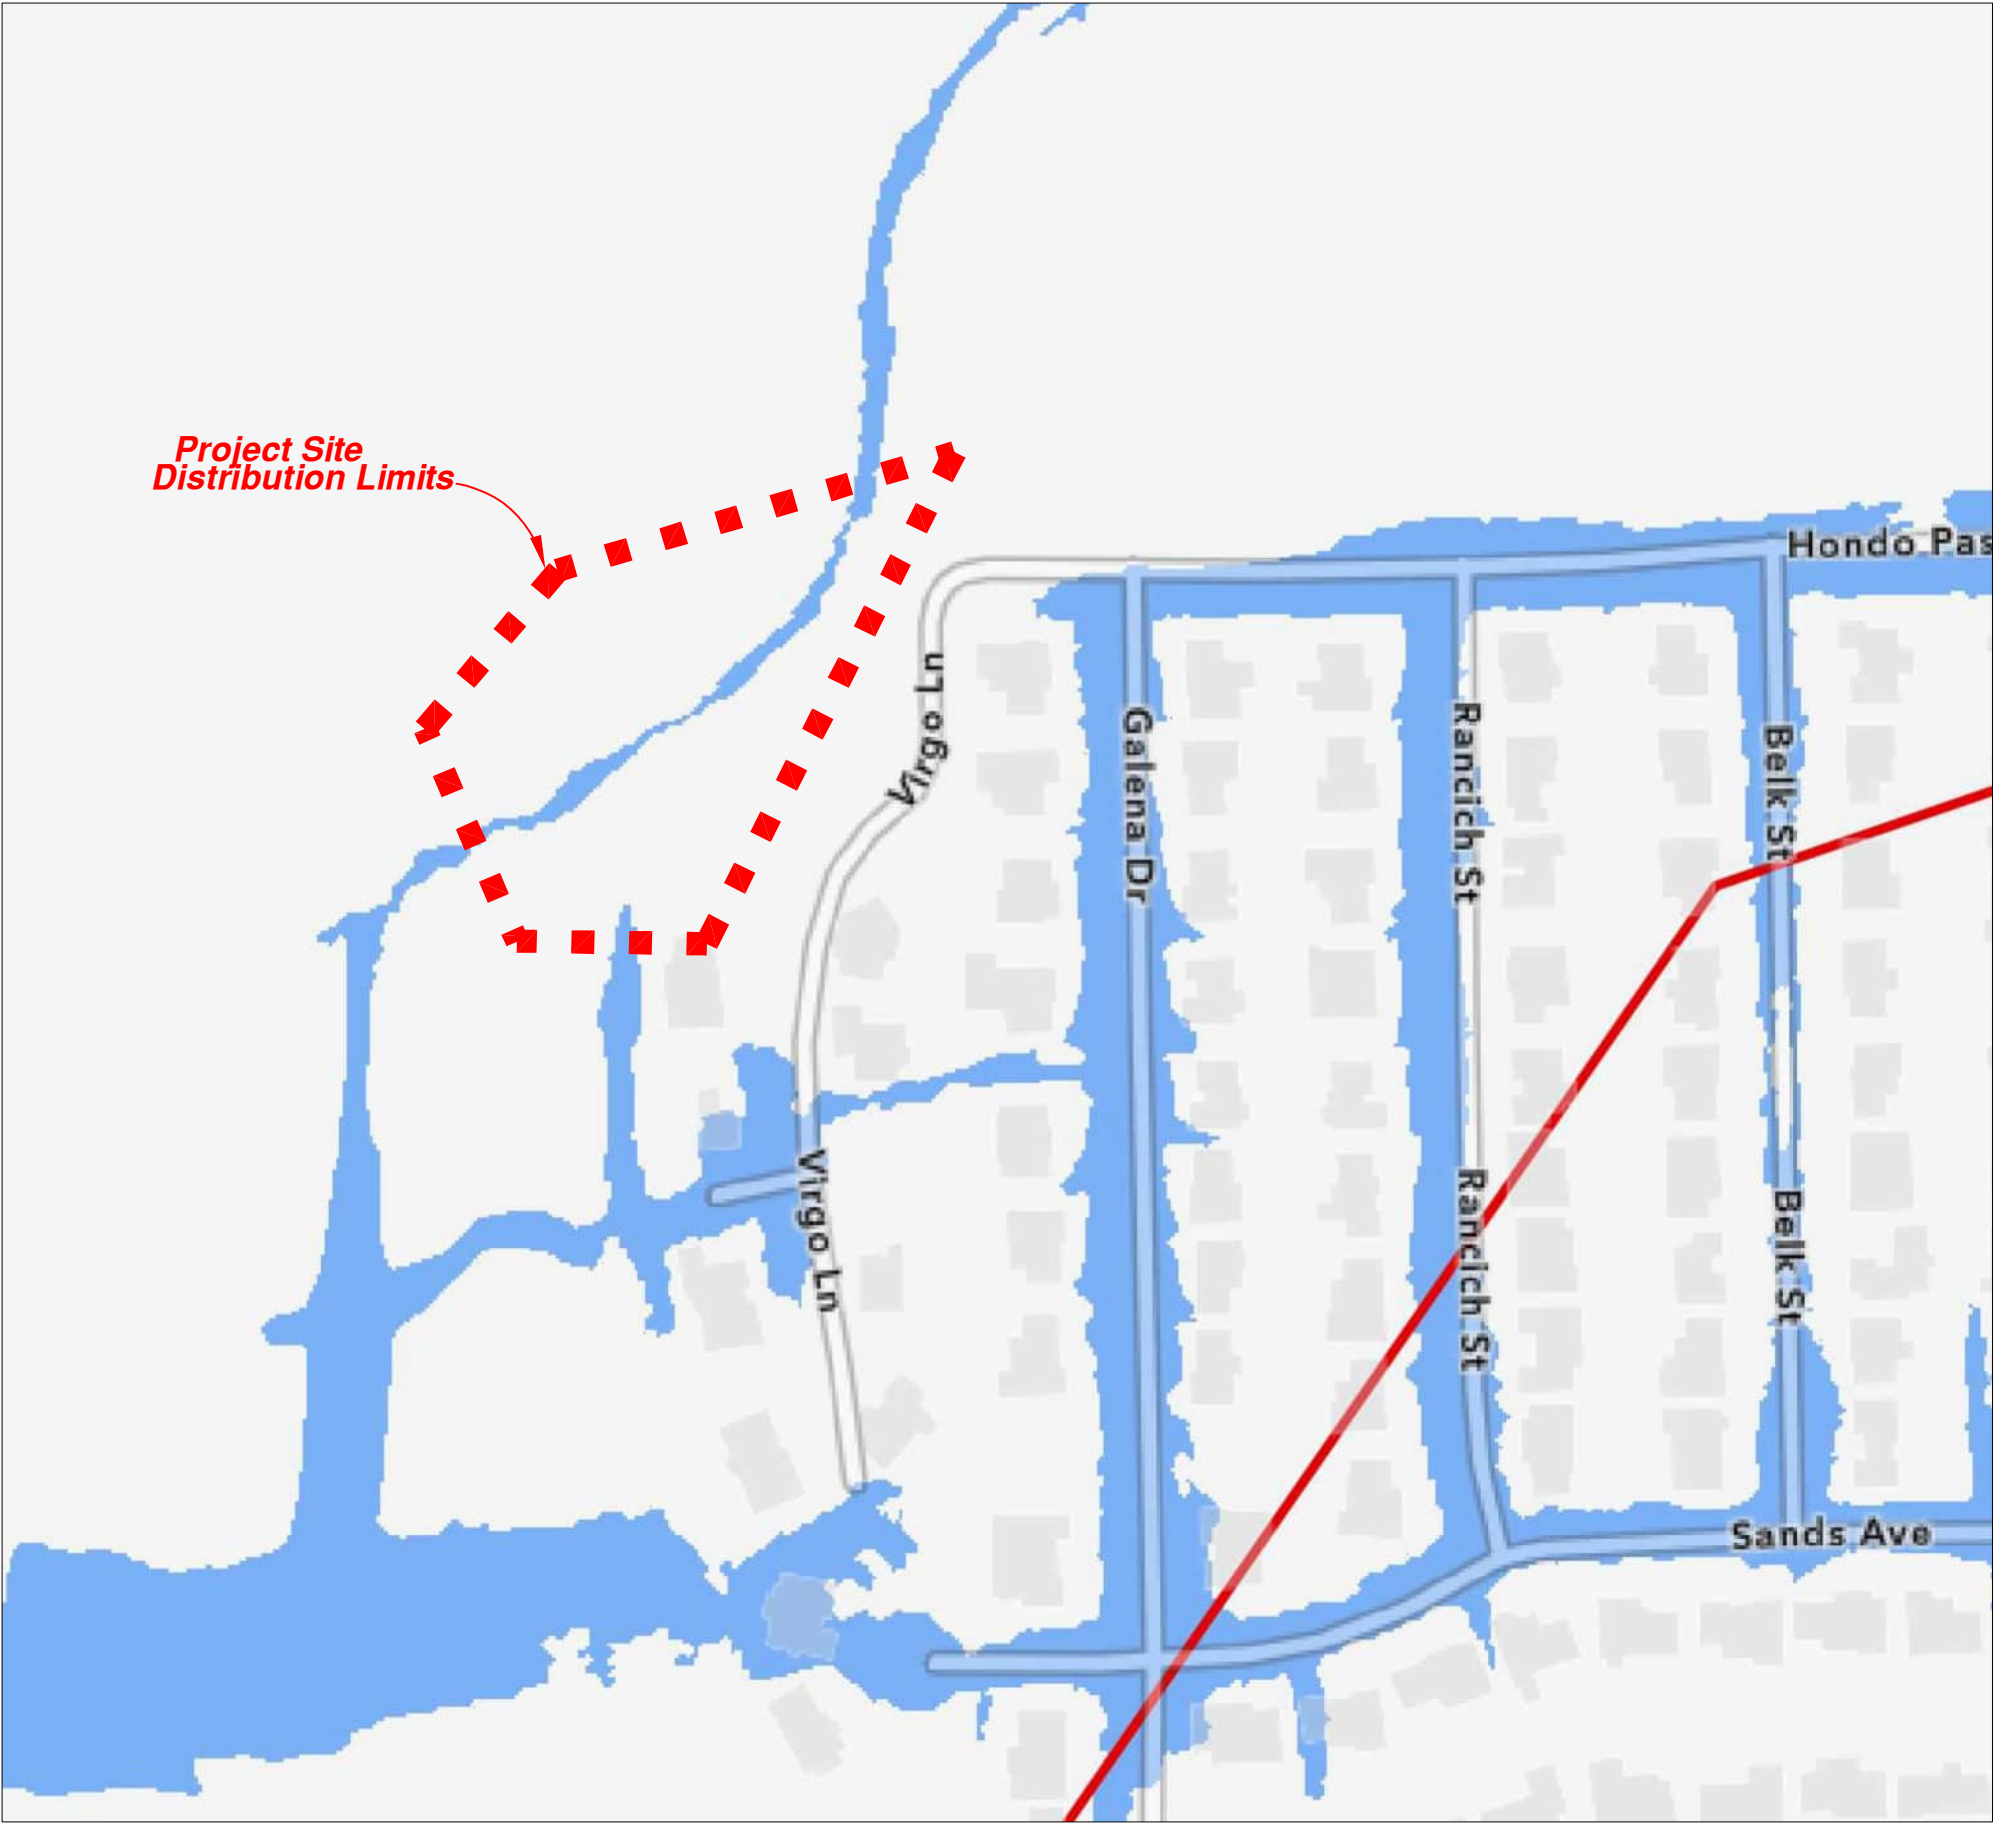 Project Site
Distribution Limits
Hondo Pas
Virgo Ln
Galena Dr
Rancich St
Belk St
Virgo Ln
Rancich St
Belk St
Sands Ave